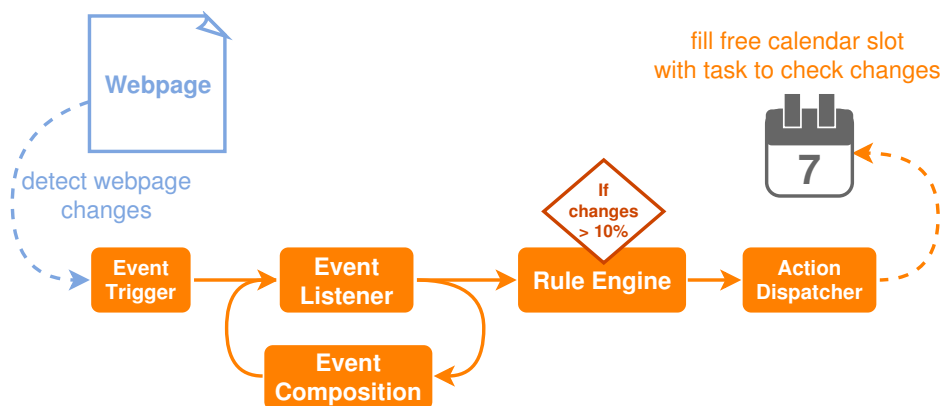 Webpage
detect webpage
changes
fill free calendar slot
with task to check changes
7
If
changes
> 10%
Event
Trigger
Event
Listener
Rule Engine
Action
Dispatcher
Event
Composition